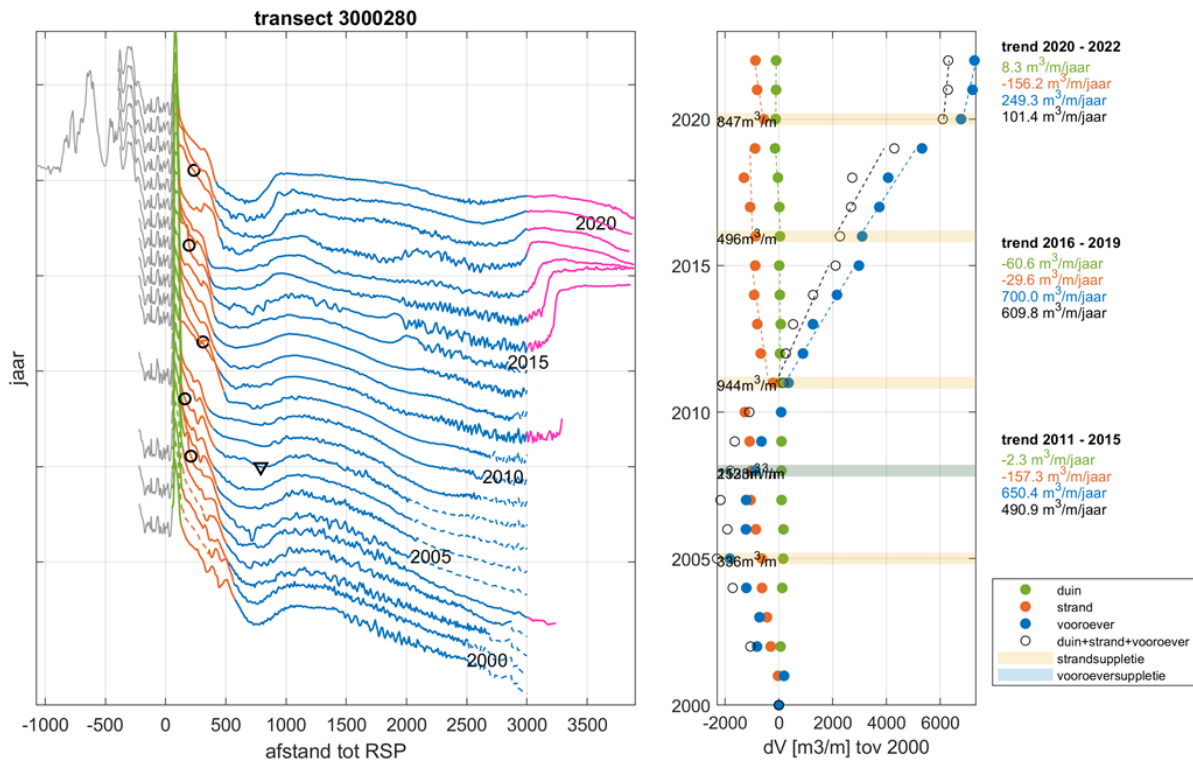 transect 3000280
jaar
2020
2015
2010
2005
2000
-1000 -500 0 500 1000 1500 2000 2500 3000 3500
afstand tot RSP
2020
2015
2010
2005
2000
847m³/m
496m³/m
944m³/m
336m³/m
-2000 0 2000 4000 6000
dV [m3/m] tov 2000
trend 2020 - 2022
8.3 m³/m/jaar
-156.2 m³/m/jaar
249.3 m³/m/jaar
101.4 m³/m/jaar
trend 2016 - 2019
-60.6 m³/m/jaar
-29.6 m³/m/jaar
700.0 m³/m/jaar
609.8 m³/m/jaar
trend 2011 - 2015
-2.3 m³/m/jaar
-157.3 m³/m/jaar
650.4 m³/m/jaar
490.9 m³/m/jaar
duin
strand
vooroever
duin+strand+vooroever
strandsuppletie
vooroeversuppletie